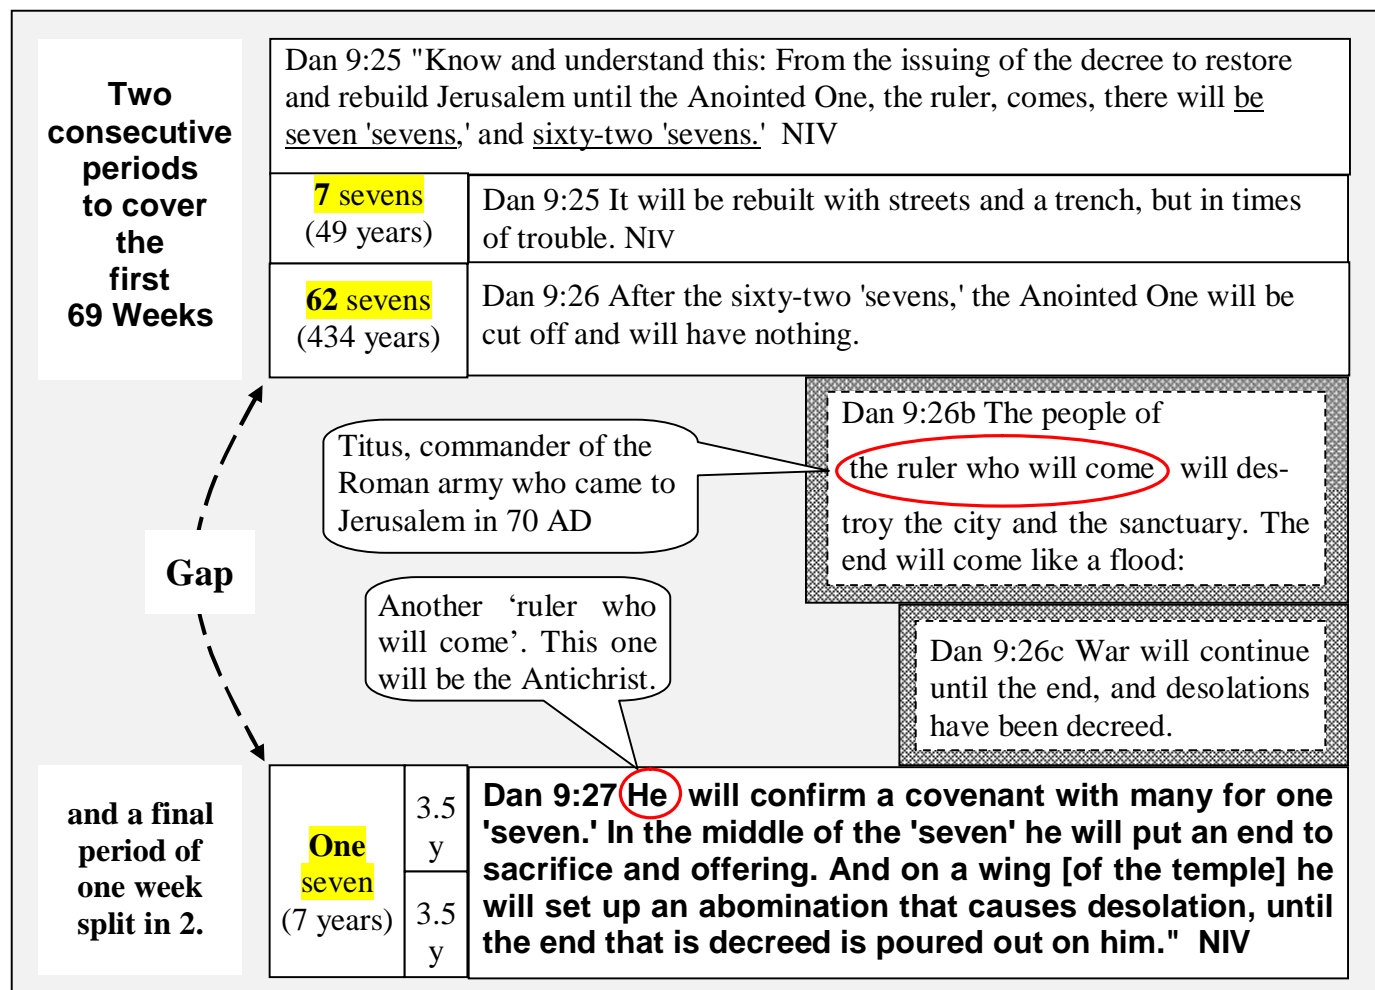 Two
consecutive
periods
to cover
the
first
69 Weeks
Dan 9:25 "Know and understand this: From the issuing of the decree to restore
and rebuild Jerusalem until the Anointed One, the ruler, comes, there will be
seven 'sevens,' and sixty-two 'sevens.'  NIV
7 sevens
(49 years)
Dan 9:25 It will be rebuilt with streets and a trench, but in times
of trouble. NIV
62 sevens
(434 years)
Dan 9:26 After the sixty-two 'sevens,' the Anointed One will be
cut off and will have nothing.
Dan 9:26b The people of
the ruler who will come will des-
troy the city and the sanctuary. The
end will come like a flood:
Titus, commander of the
Roman army who came to
Jerusalem in 70 AD
Gap
Another ‘ruler who
will come’. This one
will be the Antichrist.
Dan 9:26c War will continue
until the end, and desolations
have been decreed.
and a final
period of
one week
split in 2.
One
seven
(7 years)
3.5
y
3.5
y
Dan 9:27 He will confirm a covenant with many for one
'seven.' In the middle of the 'seven' he will put an end to
sacrifice and offering. And on a wing [of the temple] he
will set up an abomination that causes desolation, until
the end that is decreed is poured out on him."  NIV